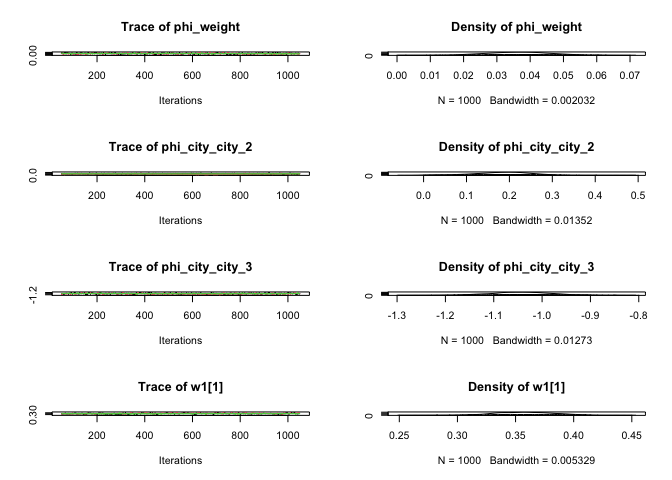 Trace of phi_weight
0.00
200 400 600 800 1000
Iterations
Density of phi_weight
0
0.00 0.01 0.02 0.03 0.04 0.05 0.06 0.07
N = 1000 Bandwidth = 0.002032
Trace of phi_city_city_2
0.0
200 400 600 800 1000
Iterations
Density of phi_city_city_2
0
0.0 0.1 0.2 0.3 0.4 0.5
N = 1000 Bandwidth = 0.01352
Trace of phi_city_city_3
-1.2
200 400 600 800 1000
Iterations
Density of phi_city_city_3
0
-1.3 -1.2 -1.1 -1.0 -0.9 -0.8
N = 1000 Bandwidth = 0.01273
Trace of w1[1]
0.30
200 400 600 800 1000
Iterations
Density of w1[1]
0
0.25 0.30 0.35 0.40 0.45
N = 1000 Bandwidth = 0.005329